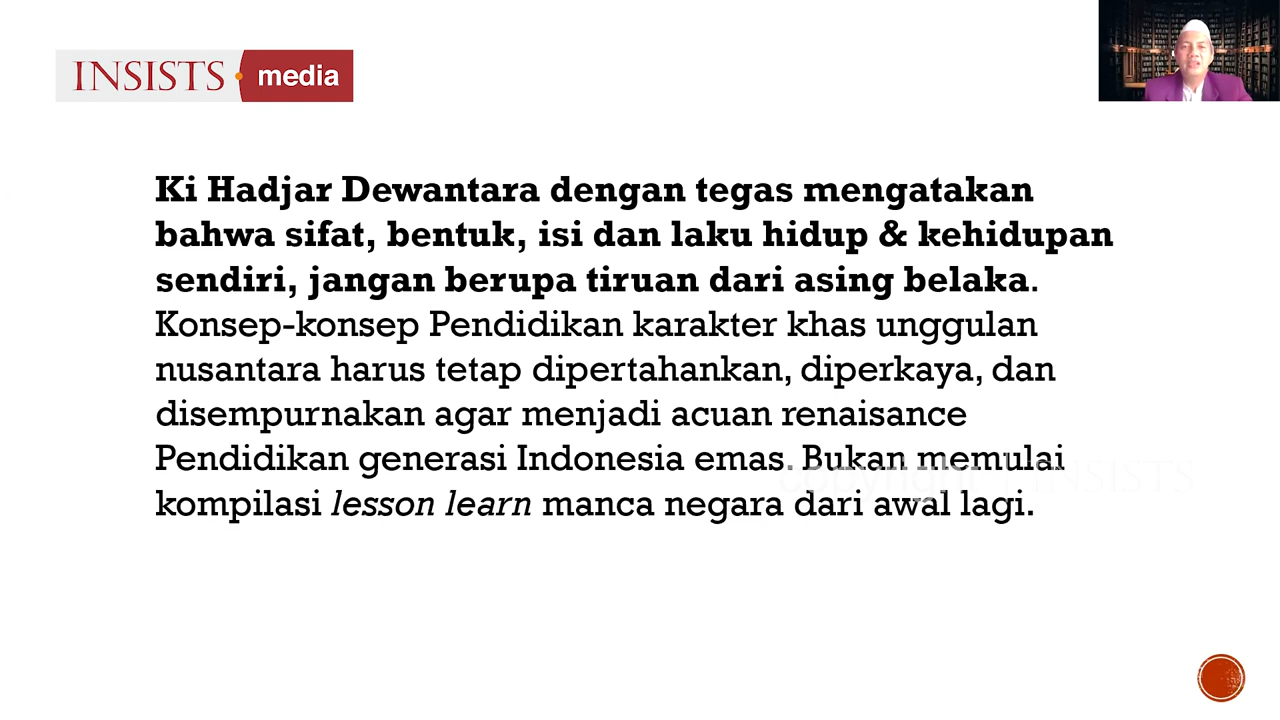 INSISTS media
Ki Hadjar Dewantara dengan tegas mengatakan
bahwa sifat, bentuk, isi dan laku hidup & kehidupan
sendiri, jangan berupa tiruan dari asing belaka.
Konsep-konsep Pendidikan karakter khas unggulan
nusantara harus tetap dipertahankan, diperkaya, dan
disempurnakan agar menjadi acuan renaisance
Pendidikan generasi Indonesia emas. Bukan memulai
copyright | INSISTS
kompilasi lesson learn manca negara dari awal lagi.